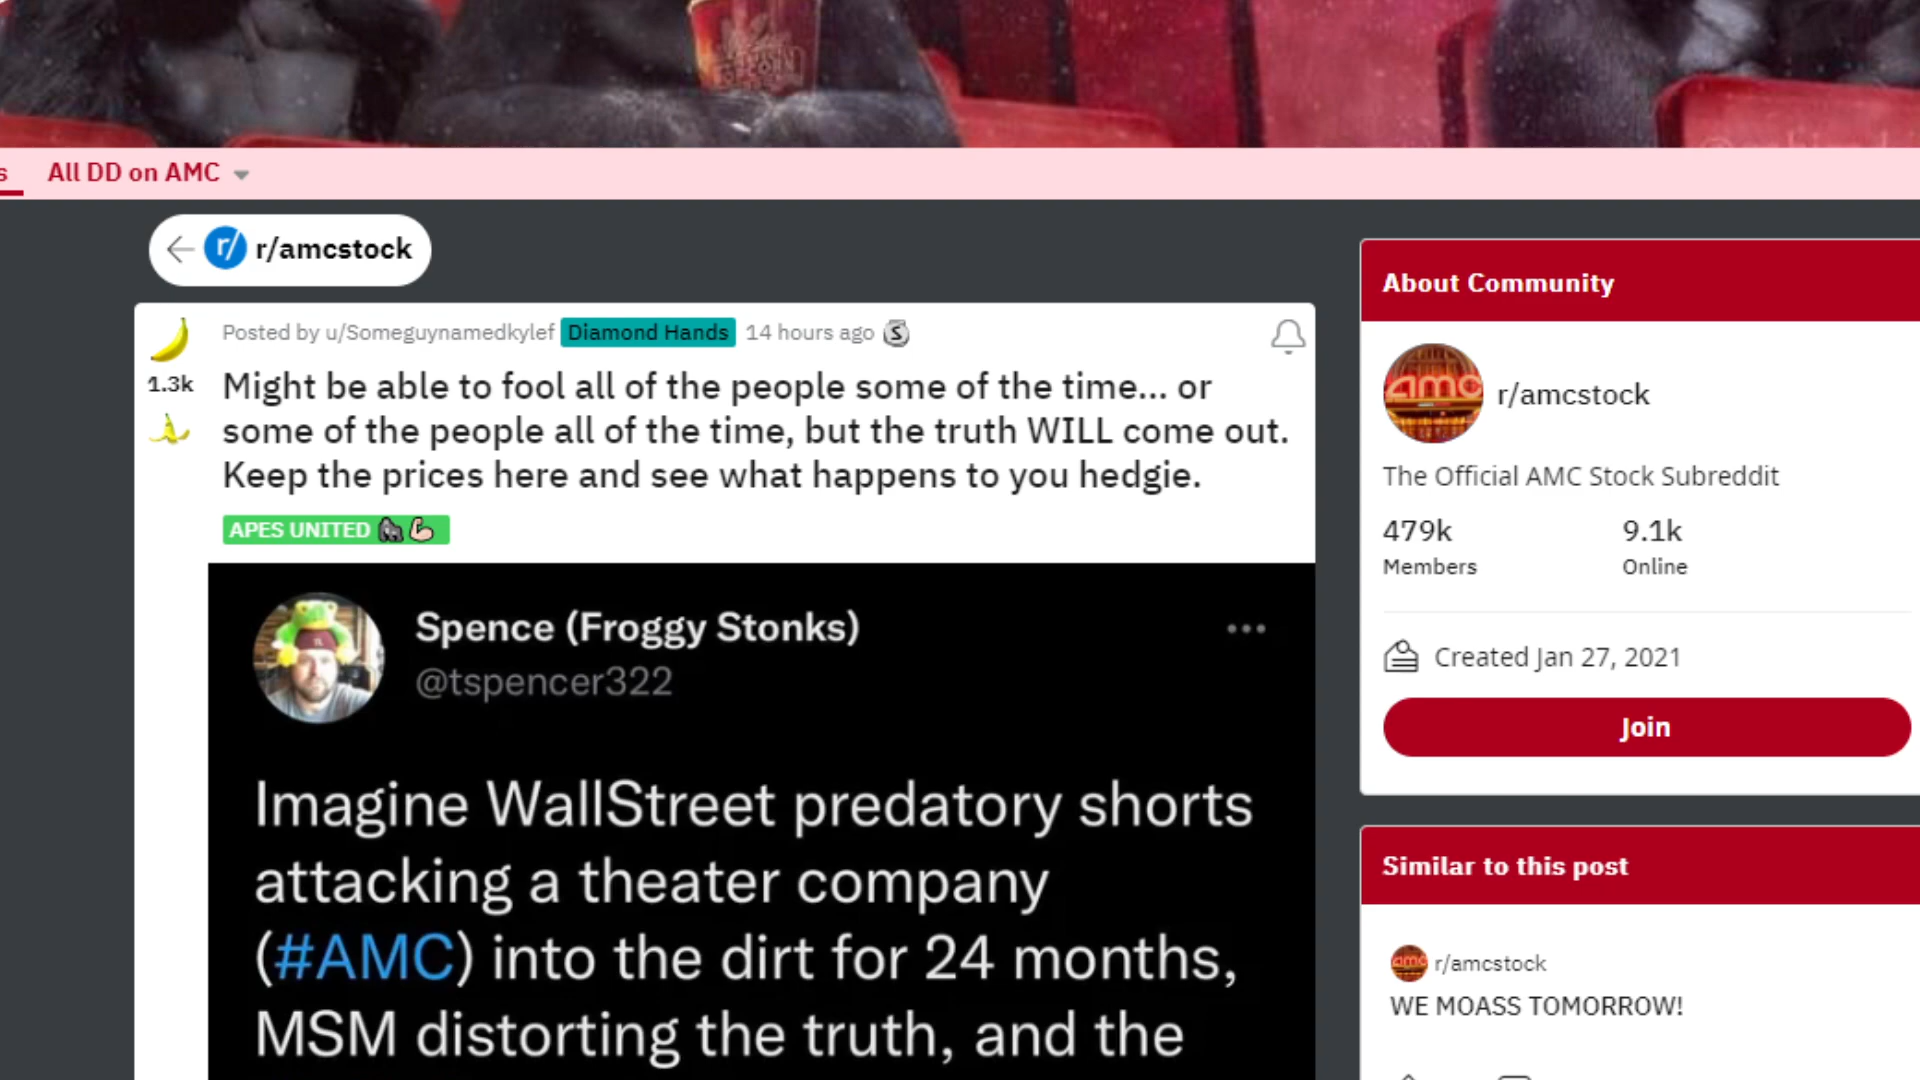 All DD on AMC
r/ r/amcstock
Posted by u/Someguynamedkylef Diamond Hands 14 hours ago S
1.3k
Might be able to fool all of the people some of the time... or
some of the people all of the time, but the truth WILL come out.
Keep the prices here and see what happens to you hedgie.
APES UNITED 🦍💪
Spence (Froggy Stonks)
@tspencer322
Imagine WallStreet predatory shorts
attacking a theater company
(#AMC) into the dirt for 24 months,
MSM distorting the truth, and the
About Community
amc r/amcstock
The Official AMC Stock Subreddit
479k 9.1k
Members Online
Created Jan 27, 2021
Join
Similar to this post
amc r/amcstock
WE MOASS TOMORROW!